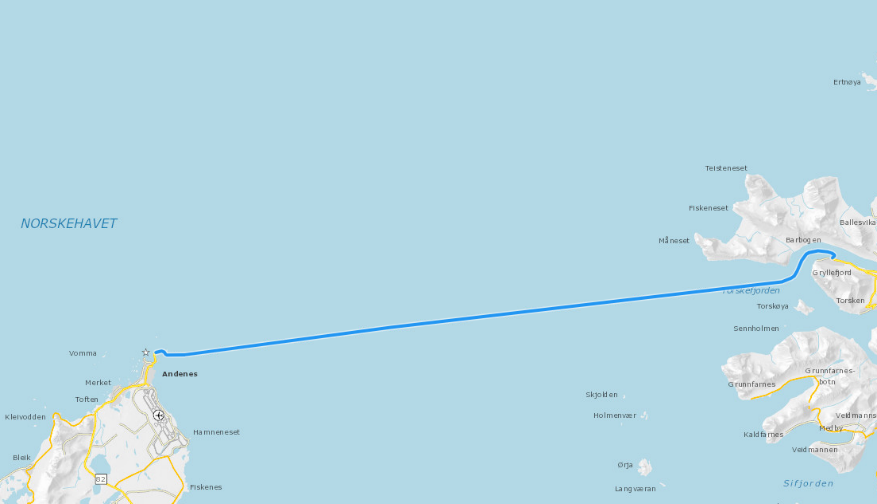 Ertnøya
Teisteneset
Fiskeneset
NORSKEHAVET
Ballesvika
Måneset
Barbogen
Gryllefjord
Torskefjorden
Torsken
Torskøya
Sennholmen
Vomma
Andenes
Grunnfarnes-
botn
Merket
Grunnfarnes
Toften
Skjolden
Kleivodden
Holmenvær
Medby
Hamneneset
Kaldfarnes
Veidmannen
Bleik
Ørja
82
Sifjorden
Fiskenes
Langværan